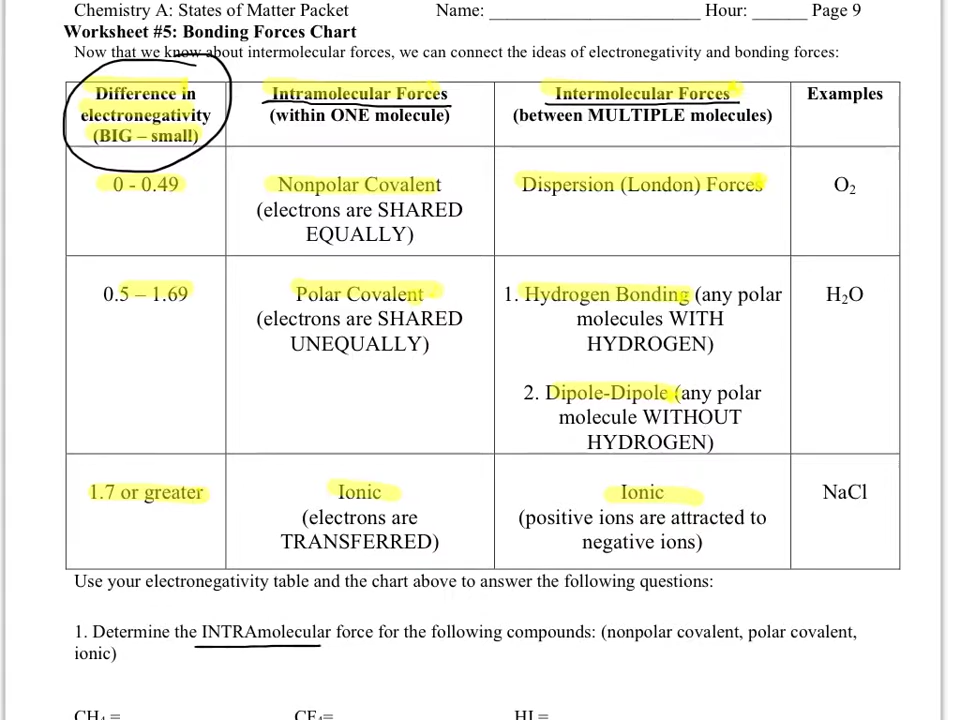 Chemistry A: States of Matter Packet Name: ______________________ Hour: ______ Page 9
Worksheet #5: Bonding Forces Chart
Now that we know about intermolecular forces, we can connect the ideas of electronegativity and bonding forces:
Difference in
electronegativity
(BIG – small)
Intramolecular Forces
(within ONE molecule)
Intermolecular Forces
(between MULTIPLE molecules)
Examples
0 - 0.49
Nonpolar Covalent
(electrons are SHARED
EQUALLY)
Dispersion (London) Forces
O₂
0.5 – 1.69
Polar Covalent
(electrons are SHARED
UNEQUALLY)
1. Hydrogen Bonding (any polar
molecules WITH
HYDROGEN)
2. Dipole-Dipole (any polar
molecule WITHOUT
HYDROGEN)
H₂O
1.7 or greater
Ionic
(electrons are
TRANSFERRED)
Ionic
(positive ions are attracted to
negative ions)
NaCl
Use your electronegativity table and the chart above to answer the following questions:
1. Determine the INTRAmolecular force for the following compounds: (nonpolar covalent, polar covalent,
ionic)
CH₄ = CF₄= HI =